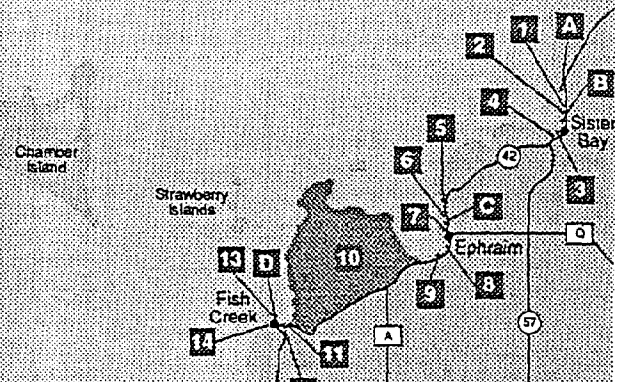 1
A
2
B
4
Sister
Bay
5
42
6
3
Chamber
Island
Strawberry
Islands
7
C
Q
Ephraim
13
D
10
9
8
Fish
Creek
57
14
11
A